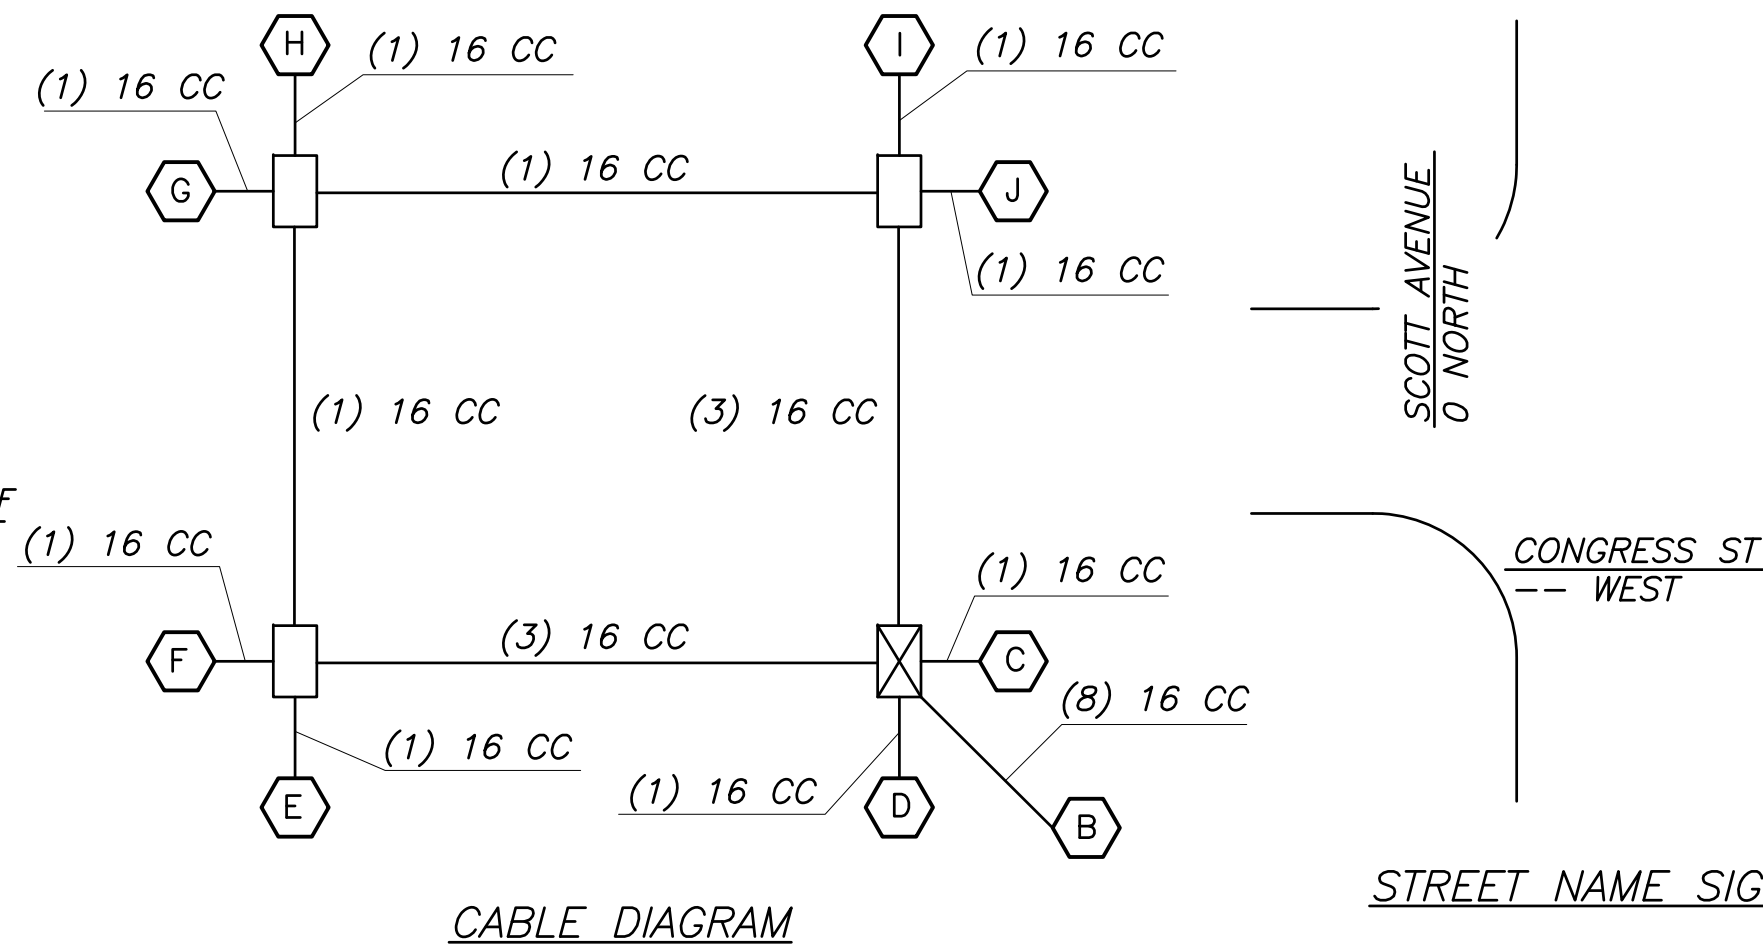 H
(1) 16 CC
I
(1) 16 CC
(1) 16 CC
G
(1) 16 CC
J
(1) 16 CC
(1) 16 CC
(3) 16 CC
(1) 16 CC
F
(3) 16 CC
(1) 16 CC
C
(8) 16 CC
(1) 16 CC
(1) 16 CC
E
D
B
CABLE DIAGRAM
SCOTT AVENUE
0 NORTH
CONGRESS ST
-- WEST
STREET NAME SIG